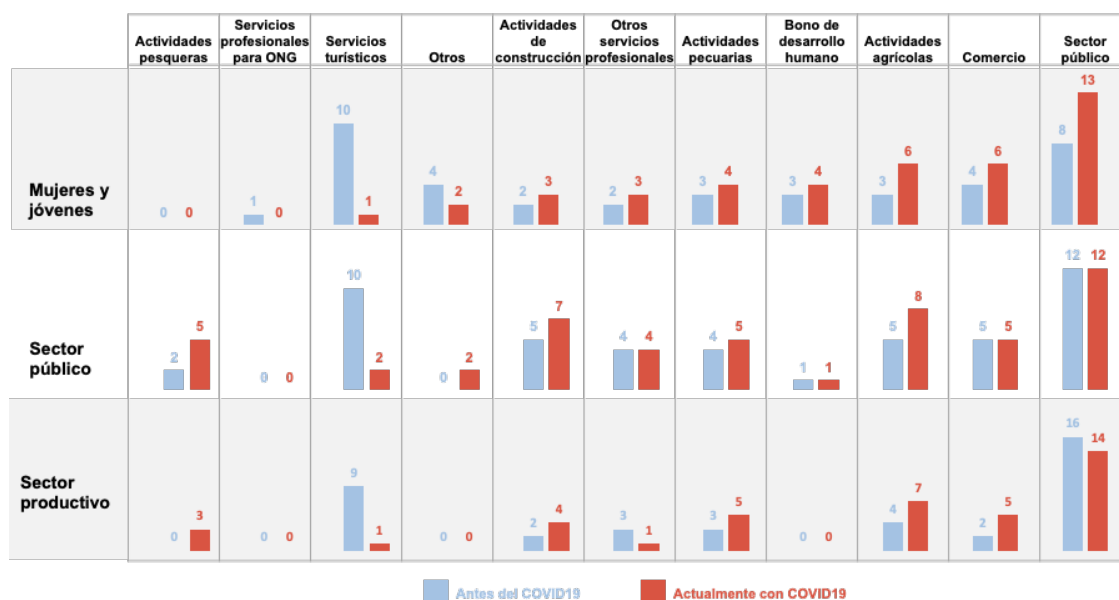 Actividades pesqueras
Servicios profesionales para ONG
Servicios turísticos
Otros
Actividades de construcción
Otros servicios profesionales
Actividades pecuarias
Bono de desarrollo humano
Actividades agrícolas
Comercio
Sector público
Mujeres y jóvenes
0 0
1 0
10 1
4 2
2 3
2 3
3 4
3 4
3 6
4 6
8 13
Sector público
2 5
0 0
10 2
0 2
5 7
4 4
4 5
1 1
5 8
5 5
12 12
Sector productivo
0 3
0 0
9 1
0 0
2 4
3 1
3 5
0 0
4 7
2 5
16 14
Antes del COVID19
Actualmente con COVID19